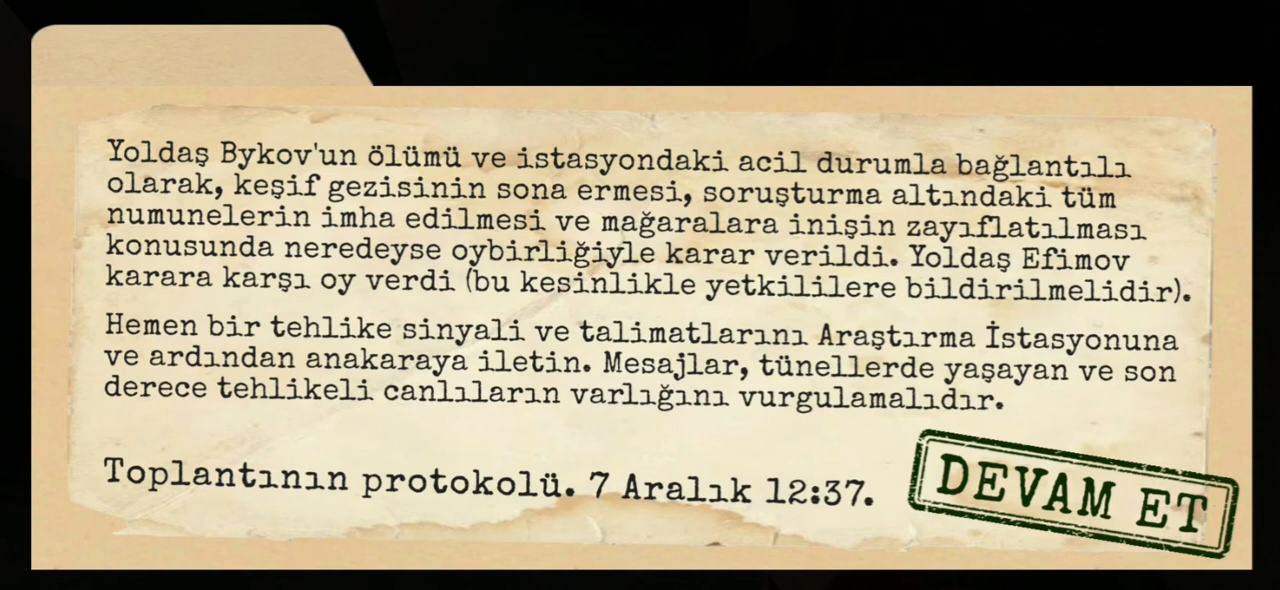 Yoldaş Bykov'un ölümü ve istasyondaki acil durumla bağlantılı
olarak, keşif gezisinin sona ermesi, soruşturma altındaki tüm
numunelerin imha edilmesi ve mağaralara inişin zayıflatılması
konusunda neredeyse oybirliğiyle karar verildi. Yoldaş Efimov
karara karşı oy verdi (bu kesinlikle yetkililere bildirilmelidir).
Hemen bir tehlike sinyali ve talimatlarını Araştırma İstasyonuna
ve ardından anakaraya iletin. Mesajlar, tünellerde yaşayan ve son
derece tehlikeli canlıların varlığını vurgulamalıdır.
Toplantının protokolü. 7 Aralık 12:37.
DEVAM ET